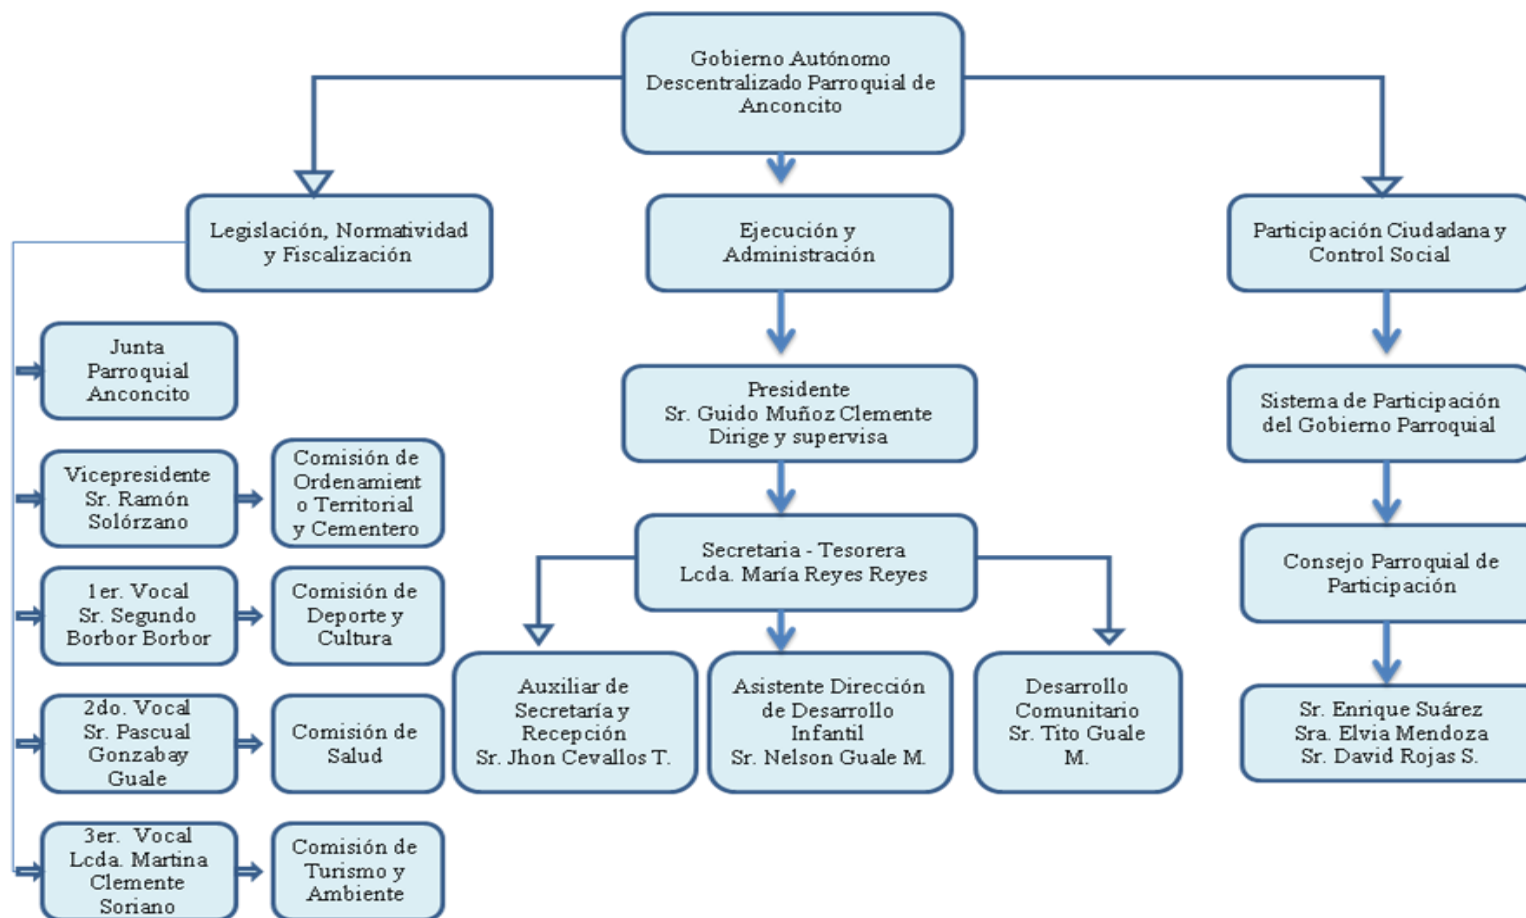 Gobierno Autónomo
Descentralizado Parroquial de
Anconcito
Legislación, Normatividad
y Fiscalización
Ejecución y
Administración
Participación Ciudadana y
Control Social
Junta
Parroquial
Anconcito
Vicepresidente
Sr. Ramón
Solórzano
Comisión de
Ordenamient
o Territorial
y Cementero
1er. Vocal
Sr. Segundo
Borbor Borbor
Comisión de
Deporte y
Cultura
2do. Vocal
Sr. Pascual
Gonzabay
Guale
Comisión de
Salud
3er. Vocal
Lcda. Martina
Clemente
Soriano
Comisión de
Turismo y
Ambiente
Presidente
Sr. Guido Muñoz Clemente
Dirige y supervisa
Secretaria - Tesorera
Lcda. María Reyes Reyes
Auxiliar de
Secretaría y
Recepción
Sr. Jhon Cevallos T.
Asistente Dirección
de Desarrollo
Infantil
Sr. Nelson Guale M.
Desarrollo
Comunitario
Sr. Tito Guale
M.
Sistema de Participación
del Gobierno Parroquial
Consejo Parroquial de
Participación
Sr. Enrique Suárez
Sra. Elvia Mendoza
Sr. David Rojas S.